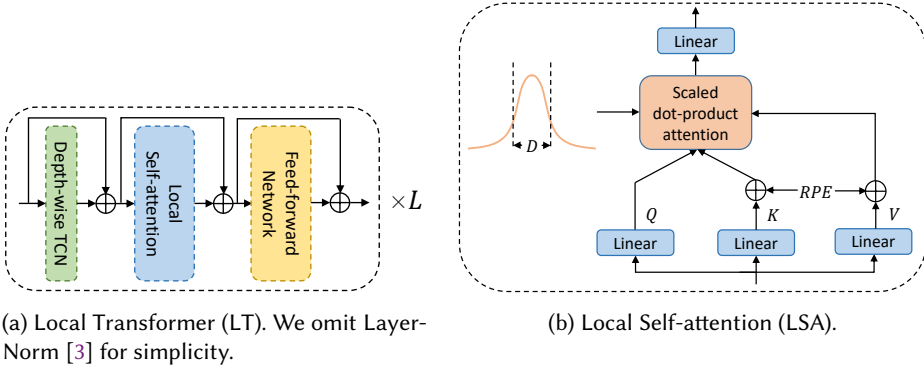 Depth-wise TCN
Local
Self-attention
Feed-forward
Network
×L
(a) Local Transformer (LT). We omit Layer-
Norm [3] for simplicity.
Linear
Scaled
dot-product
attention
D
RPE
Q
K
V
Linear
Linear
Linear
(b) Local Self-attention (LSA).